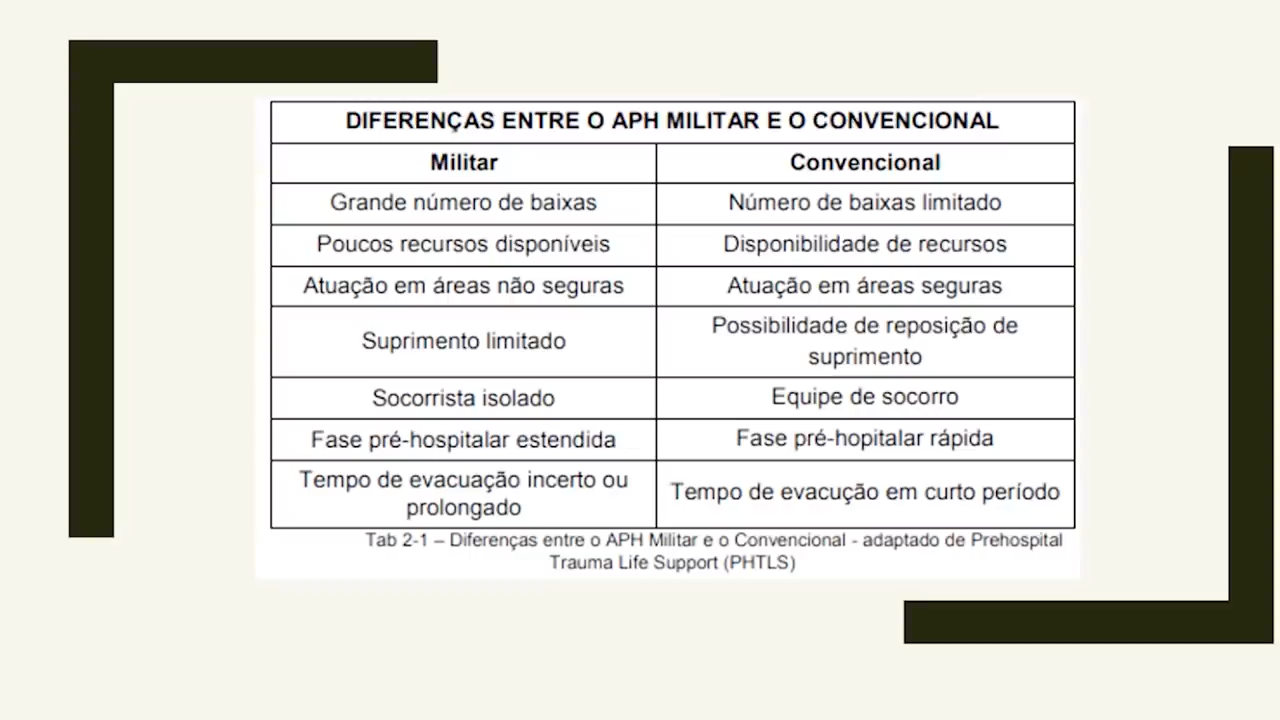 DIFERENÇAS ENTRE O APH MILITAR E O CONVENCIONAL
Militar Convencional
Grande número de baixas Número de baixas limitado
Poucos recursos disponíveis Disponibilidade de recursos
Atuação em áreas não seguras Atuação em áreas seguras
Suprimento limitado Possibilidade de reposição de
suprimento
Socorrista isolado Equipe de socorro
Fase pré-hospitalar estendida Fase pré-hopitalar rápida
Tempo de evacuação incerto ou
prolongado Tempo de evacução em curto período
Tab 2-1 – Diferenças entre o APH Militar e o Convencional - adaptado de Prehospital
Trauma Life Support (PHTLS)